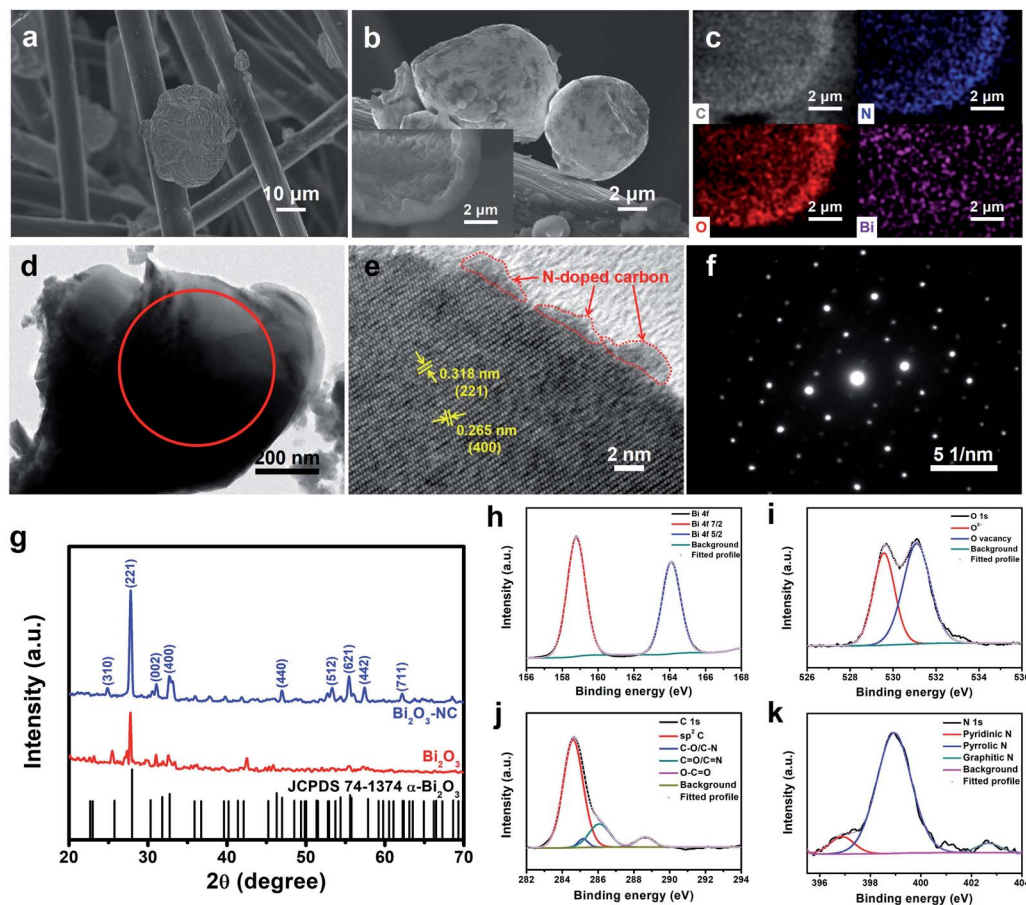 a
10 μm
b
2 μm
2 μm
c
2 μm
C
2 μm
N
2 μm
O
2 μm
Bi
d
200 nm
e
N-doped carbon
0.318 nm
(221)
0.265 nm
(400)
2 nm
f
5 1/nm
g
Intensity (a.u.)
(310)
(221)
(002)
(400)
(440)
(512)
(621)
(442)
(711)
Bi₂O₃-NC
Bi₂O₃
JCPDS 74-1374 α-Bi₂O₃
20 30 40 50 60 70
2θ (degree)
h
Intensity (a.u.)
Bi 4f
Bi 4f 7/2
Bi 4f 5/2
Background
Fitted profile
156 158 160 162 164 166 168
Binding energy (eV)
i
Intensity (a.u.)
O 1s
O²⁻
O vacancy
Background
Fitted profile
526 528 530 532 534 536
Binding energy (eV)
j
Intensity (a.u.)
C 1s
sp² C
C-O/C-N
C=O/C=N
O-C=O
Background
Fitted profile
282 284 286 288 290 292 294
Binding energy (eV)
k
Intensity (a.u.)
N 1s
Pyridinic N
Pyrrolic N
Graphitic N
Background
Fitted profile
396 398 400 402 404
Binding energy (eV)